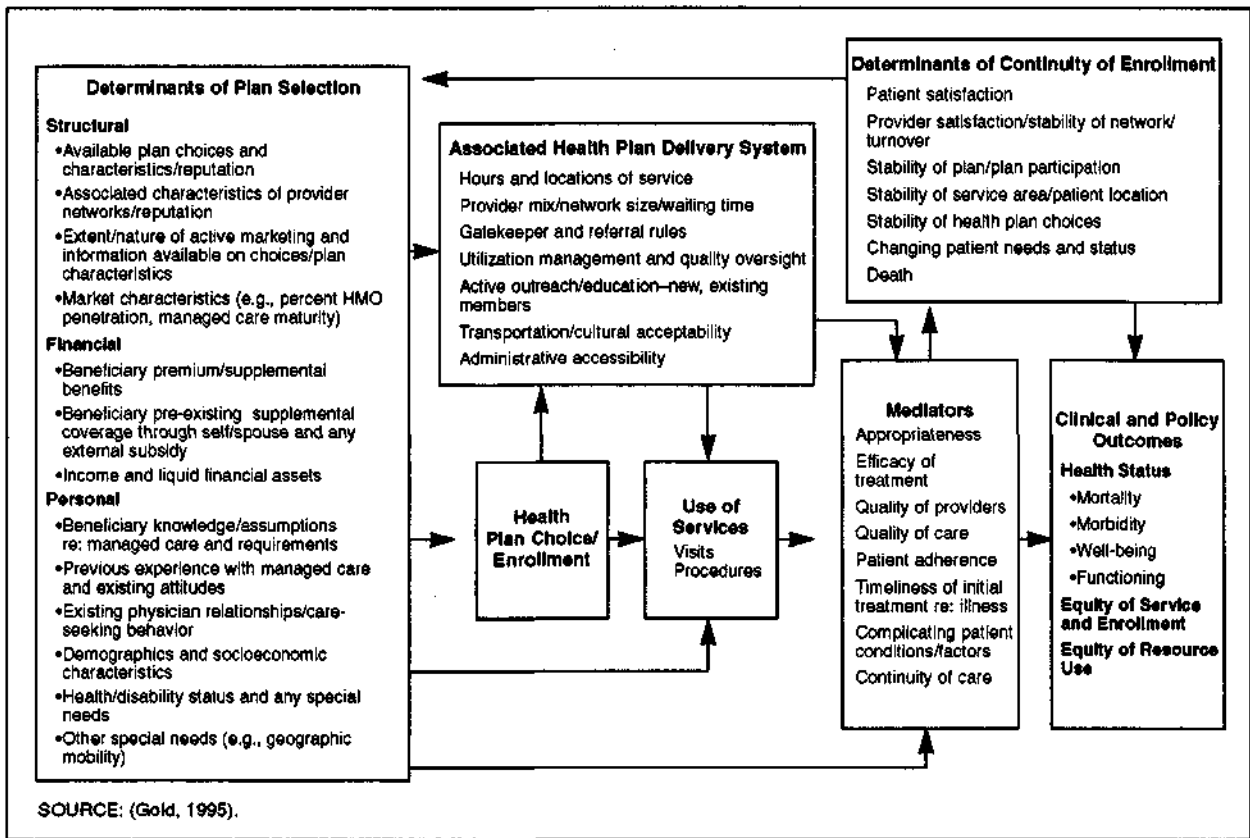 Determinants of Plan Selection
Structural
•Available plan choices and
characteristics/reputation
•Associated characteristics of provider
networks/reputation
•Extent/nature of active marketing and
information available on choices/plan
characteristics
•Market characteristics (e.g., percent HMO
penetration, managed care maturity)
Financial
•Beneficiary premium/supplemental
benefits
•Beneficiary pre-existing supplemental
coverage through self/spouse and any
external subsidy
•Income and liquid financial assets
Personal
•Beneficiary knowledge/assumptions
re: managed care and requirements
•Previous experience with managed care
and existing attitudes
•Existing physician relationships/care-
seeking behavior
•Demographics and socioeconomic
characteristics
•Health/disability status and any special
needs
•Other special needs (e.g., geographic
mobility)
Associated Health Plan Delivery System
Hours and locations of service
Provider mix/network size/waiting time
Gatekeeper and referral rules
Utilization management and quality oversight
Active outreach/education–new, existing
members
Transportation/cultural acceptability
Administrative accessibility
Health
Plan Choice/
Enrollment
Use of
Services
Visits
Procedures
Determinants of Continuity of Enrollment
Patient satisfaction
Provider satisfaction/stability of network/
turnover
Stability of plan/plan participation
Stability of service area/patient location
Stability of health plan choices
Changing patient needs and status
Death
Mediators
Appropriateness
Efficacy of
treatment
Quality of providers
Quality of care
Patient adherence
Timeliness of initial
treatment re: illness
Complicating patient
conditions/factors
Continuity of care
Clinical and Policy
Outcomes
Health Status
•Mortality
•Morbidity
•Well-being
•Functioning
Equity of Service
and Enrollment
Equity of Resource
Use
SOURCE: (Gold, 1995).